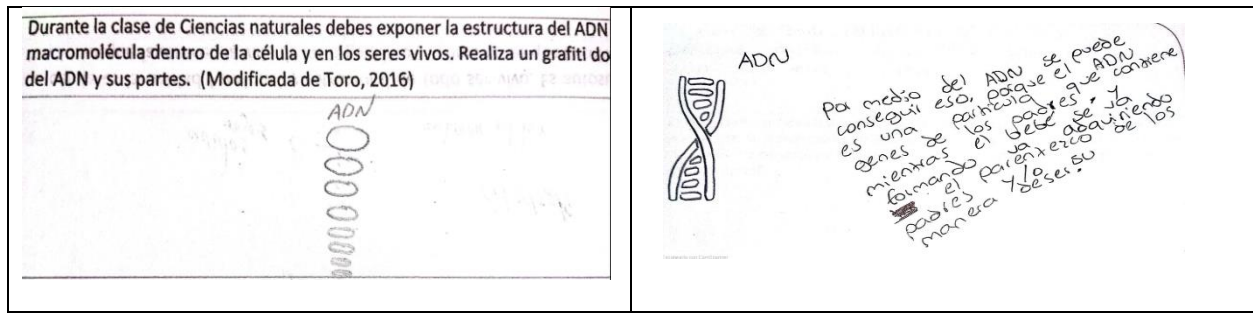 Durante la clase de Ciencias naturales debes exponer la estructura del ADN
macromolécula dentro de la célula y en los seres vivos. Realiza un grafiti do
del ADN y sus partes. (Modificada de Toro, 2016)
ADN
ADN
por medio del ADN se puede
conseguir eso, porque el ADN
es una particula que contiene
genes de los padres. y
mientras el bebé se va
formando va adquiriendo
el parentezco de los
padres y/o su
manera de ser.